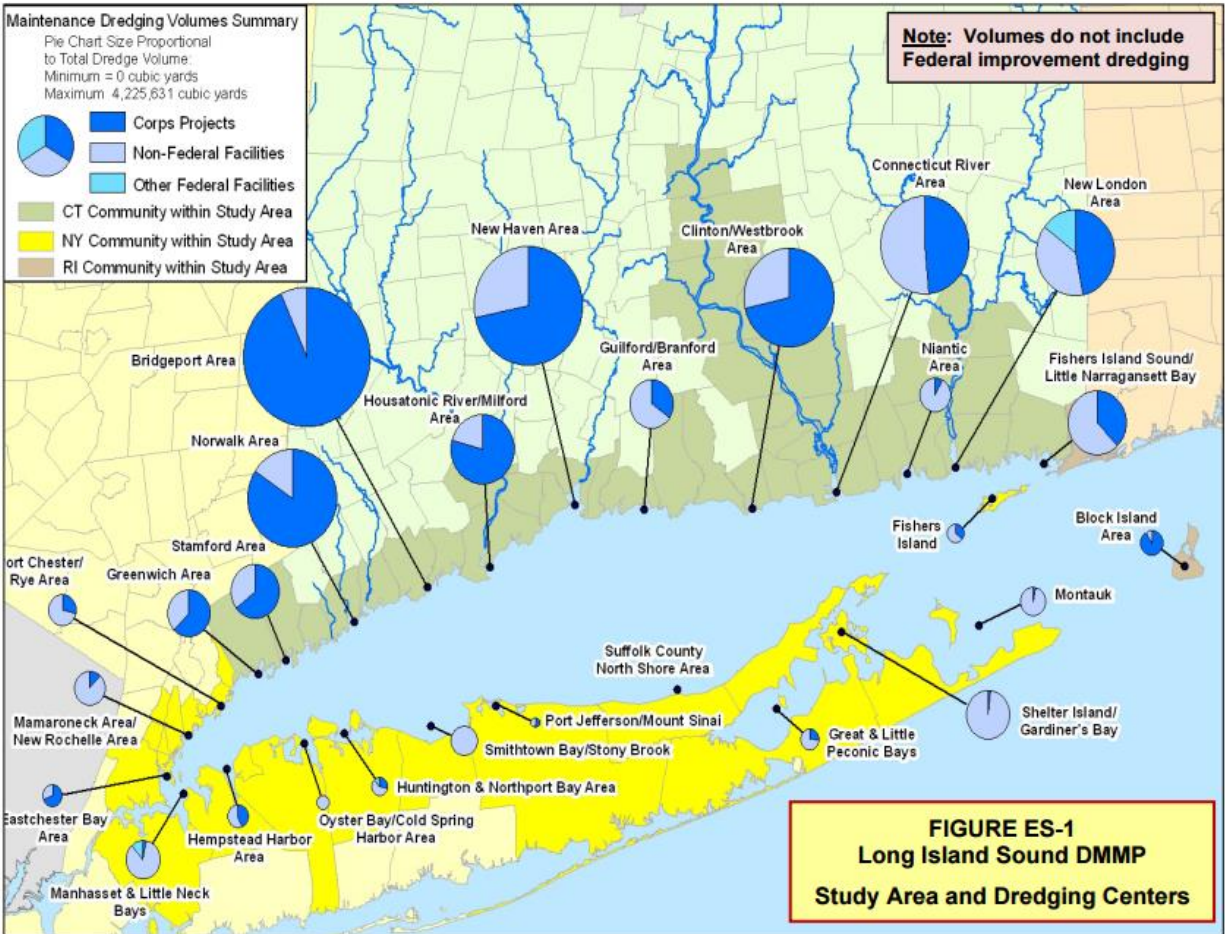 Maintenance Dredging Volumes Summary
Pie Chart Size Proportional
to Total Dredge Volume:
Minimum = 0 cubic yards
Maximum 4,225,631 cubic yards
Corps Projects
Non-Federal Facilities
Other Federal Facilities
CT Community within Study Area
NY Community within Study Area
RI Community within Study Area
Note: Volumes do not include
Federal improvement dredging
Connecticut River
Area
New London
Area
New Haven Area
Clinton/Westbrook
Area
Bridgeport Area
Guilford/Branford
Area
Niantic
Area
Fishers Island Sound/
Little Narragansett Bay
Housatonic River/Milford
Area
Norwalk Area
Stamford Area
Greenwich Area
ort Chester/
Rye Area
Fishers
Island
Block Island
Area
Montauk
Mamaroneck Area/
New Rochelle Area
Suffolk County
North Shore Area
Port Jefferson/Mount Sinai
Smithtown Bay/Stony Brook
Great & Little
Peconic Bays
Shelter Island/
Gardiner's Bay
Huntington & Northport Bay Area
Eastchester Bay
Area
Hempstead Harbor
Area
Oyster Bay/Cold Spring
Harbor Area
Manhasset & Little Neck
Bays
FIGURE ES-1
Long Island Sound DMMP
Study Area and Dredging Centers